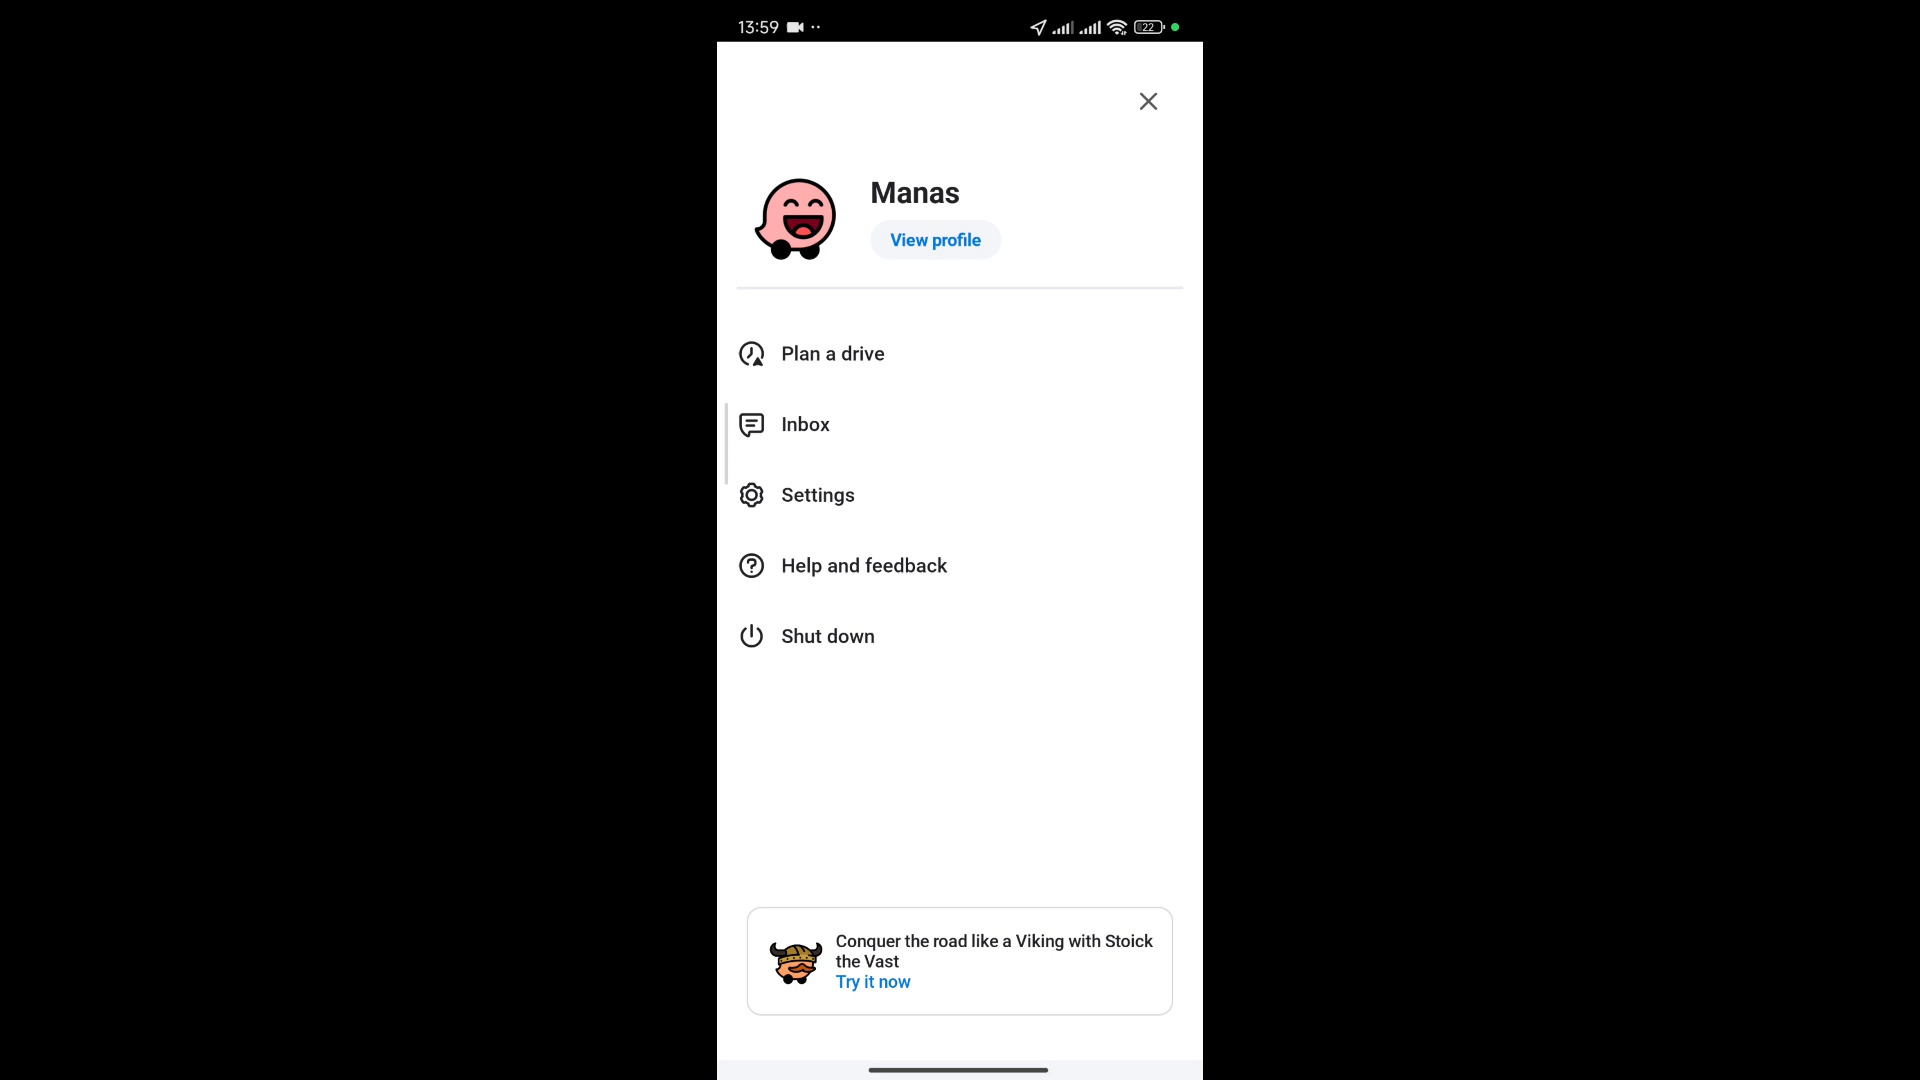 13:59
22
Manas
View profile
Plan a drive
Inbox
Settings
Help and feedback
Shut down
Conquer the road like a Viking with Stoick
the Vast
Try it now